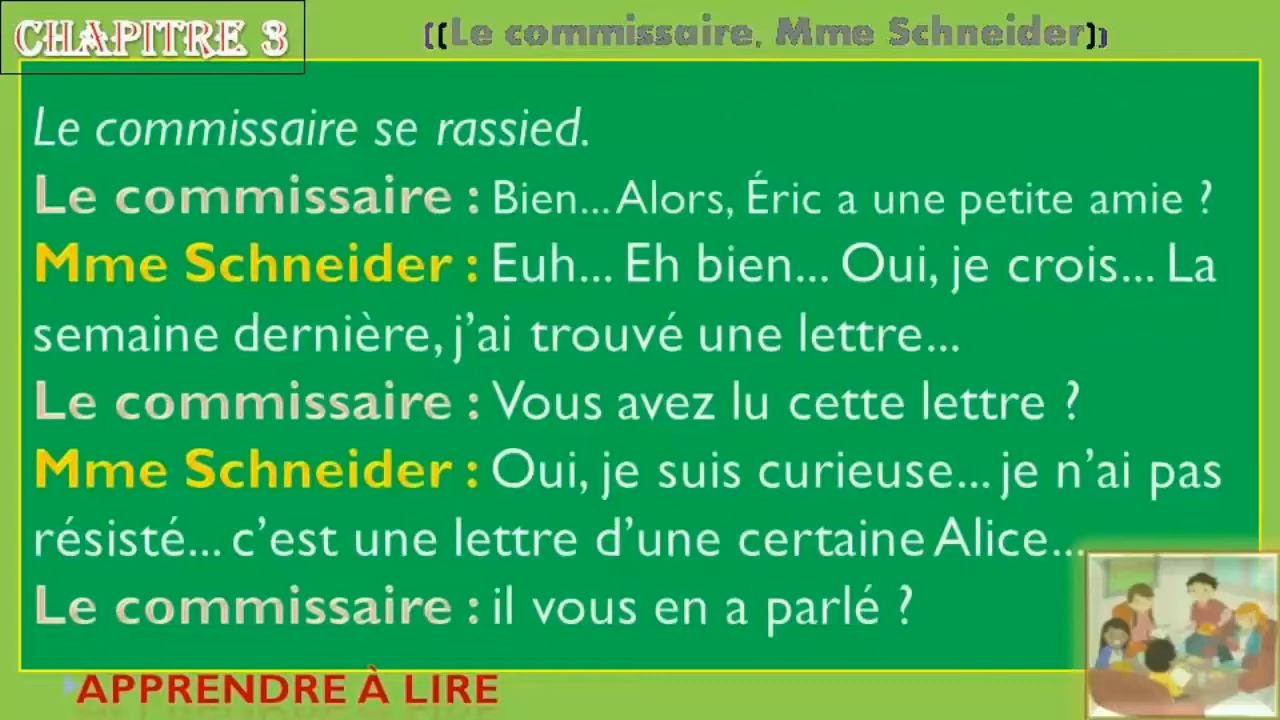 CHAPITRE 3
((Le commissaire, Mme Schneider))
Le commissaire se rassied.
Le commissaire : Bien... Alors, Éric a une petite amie ?
Mme Schneider : Euh... Eh bien... Oui, je crois... La
semaine dernière, j’ai trouvé une lettre...
Le commissaire : Vous avez lu cette lettre ?
Mme Schneider : Oui, je suis curieuse... je n’ai pas
résisté... c’est une lettre d’une certaine Alice...
Le commissaire : il vous en a parlé ?
APPRENDRE À LIRE